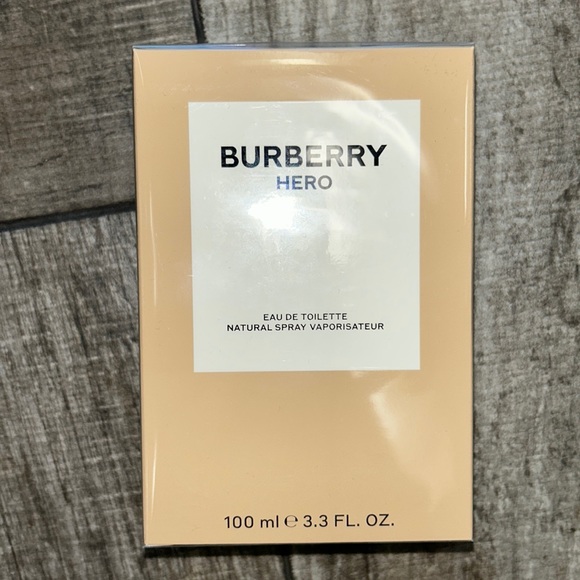 BURBERRY
HERO
EAU DE TOILETTE
NATURAL SPRAY VAPORISATEUR
100 ml ℮ 3.3 FL. OZ.